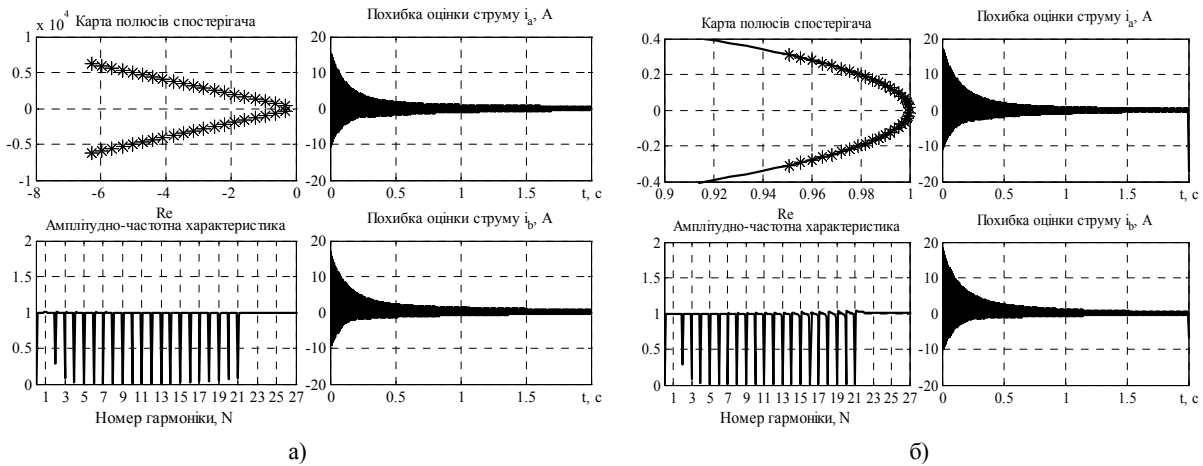 x 10⁴
Карта полюсів спостерігача
1
0.5
0
-0.5
-1
-8 -6 -4 -2 0
Re
Похибка оцінки струму i_a, А
20
10
0
-10
-20
0 0.5 1 1.5
t, с
Амплітудно-частотна характеристика
2
1.5
1
0.5
0
1 3 5 7 9 11 13 15 17 19 21 23 25 27
Номер гармоніки, N
Похибка оцінки струму i_b, А
20
10
0
-10
-20
0 0.5 1 1.5
t, с
а)
Карта полюсів спостерігача
0.4
0.2
0
-0.2
-0.4
0.9 0.92 0.94 0.96 0.98 1
Re
Похибка оцінки струму i_a, А
20
10
0
-10
-20
0 0.5 1 1.5
t, с
Амплітудно-частотна характеристика
2
1.5
1
0.5
0
1 3 5 7 9 11 13 15 17 19 21 23 25 27
Номер гармоніки, N
Похибка оцінки струму i_b, А
20
10
0
-10
-20
0 0.5 1 1.5
t, с
б)